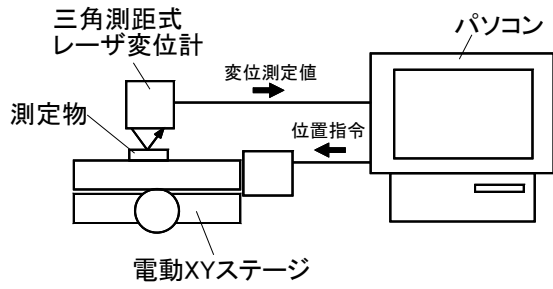 三角測距式
レーザ変位計
パソコン
変位測定値
測定物
位置指令
電動XYステージ